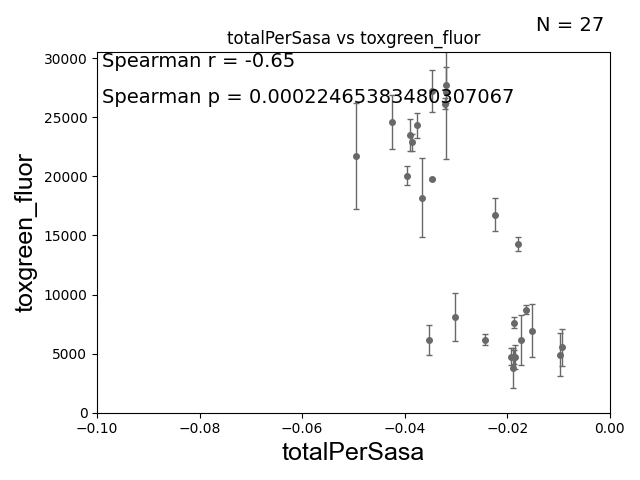 N = 27
totalPerSasa vs toxgreen_fluor
Spearman r = -0.65
Spearman p = 0.00022465383480307067
toxgreen_fluor
30000
25000
20000
15000
10000
5000
0
−0.10 −0.08 −0.06 −0.04 −0.02 0.00
totalPerSasa